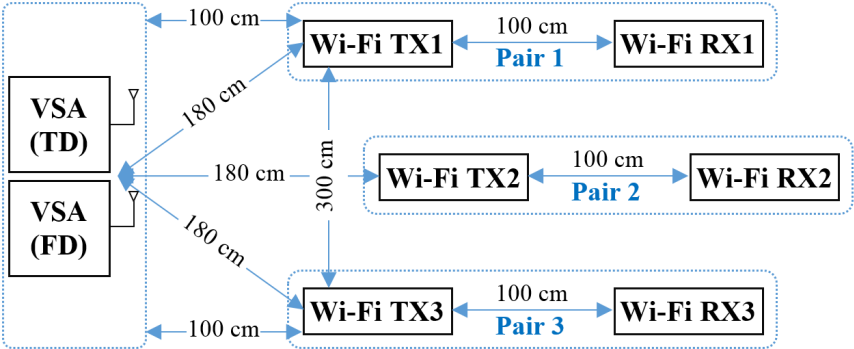 100 cm
Wi-Fi TX1
100 cm
Pair 1
Wi-Fi RX1
VSA
(TD)
180 cm
300 cm
180 cm
Wi-Fi TX2
100 cm
Pair 2
Wi-Fi RX2
VSA
(FD)
180 cm
100 cm
Wi-Fi TX3
100 cm
Pair 3
Wi-Fi RX3